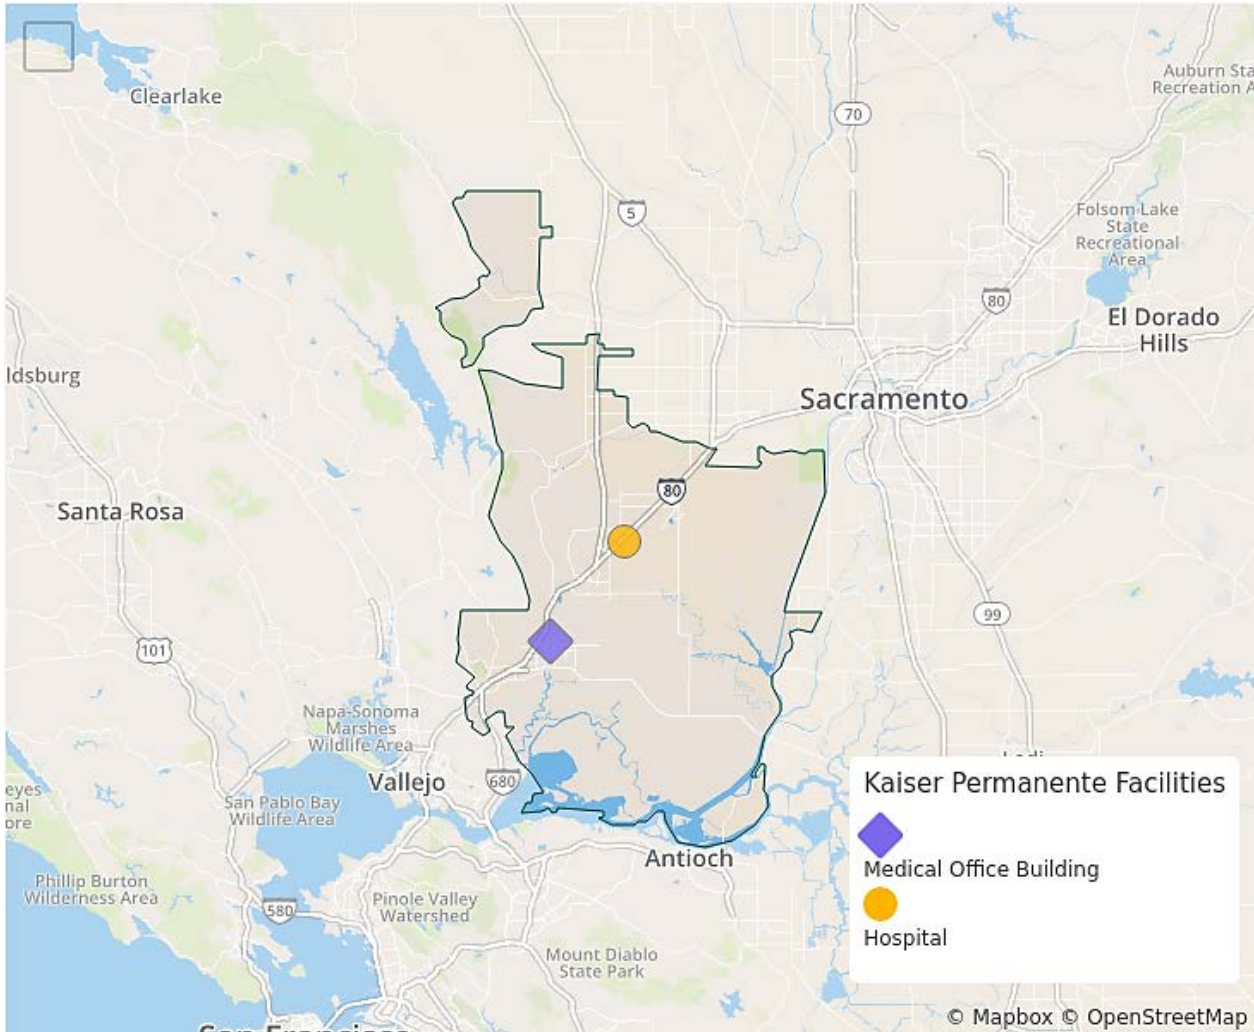 Clearlake
Auburn Sta
Recreation A
70
5
Folsom Lake
State
Recreational
Area
80
El Dorado
Hills
ldsburg
Sacramento
80
Santa Rosa
99
101
Napa-Sonoma
Marshes
Wildlife Area
Vallejo
680
eyes
nal
ore
San Pablo Bay
Wildlife Area
Antioch
Phillip Burton
Wilderness Area
580
Pinole Valley
Watershed
Mount Diablo
State Park
Kaiser Permanente Facilities
Medical Office Building
Hospital
© Mapbox © OpenStreetMap